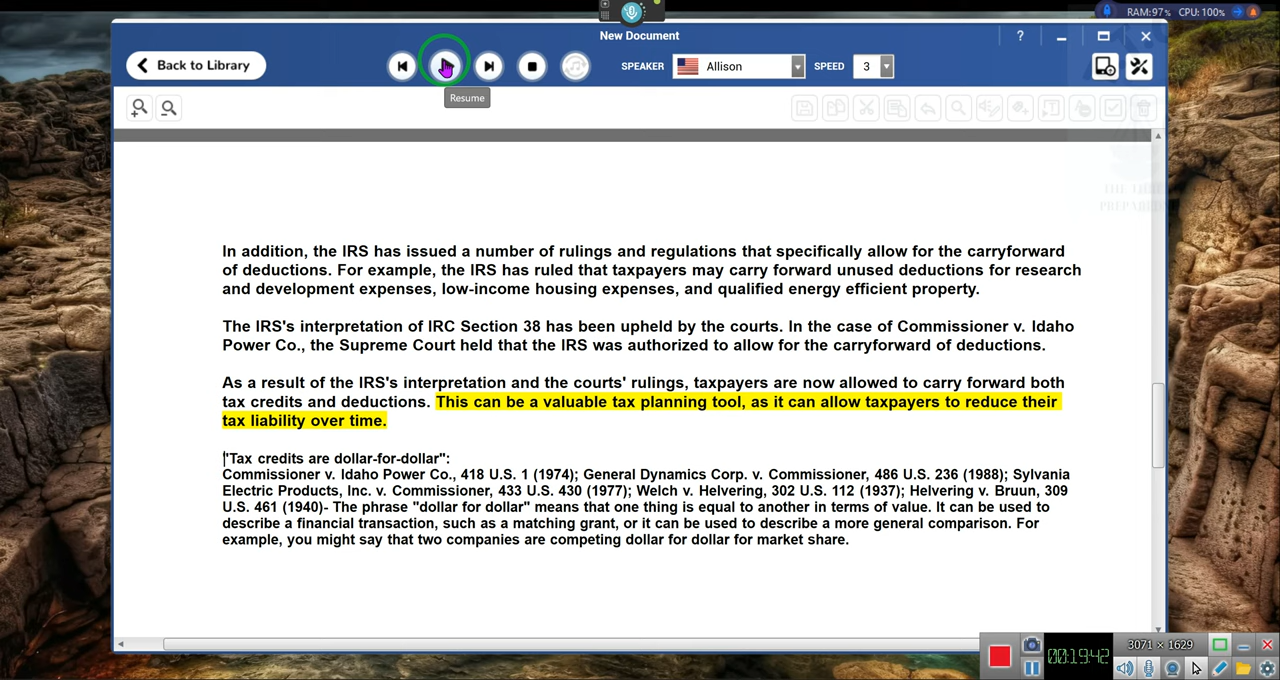 RAM:97% CPU:100%
New Document
?
Back to Library
SPEAKER Allison SPEED 3
Resume
In addition, the IRS has issued a number of rulings and regulations that specifically allow for the carryforward
of deductions. For example, the IRS has ruled that taxpayers may carry forward unused deductions for research
and development expenses, low-income housing expenses, and qualified energy efficient property.
The IRS's interpretation of IRC Section 38 has been upheld by the courts. In the case of Commissioner v. Idaho
Power Co., the Supreme Court held that the IRS was authorized to allow for the carryforward of deductions.
As a result of the IRS's interpretation and the courts' rulings, taxpayers are now allowed to carry forward both
tax credits and deductions. This can be a valuable tax planning tool, as it can allow taxpayers to reduce their
tax liability over time.
"Tax credits are dollar-for-dollar":
Commissioner v. Idaho Power Co., 418 U.S. 1 (1974); General Dynamics Corp. v. Commissioner, 486 U.S. 236 (1988); Sylvania
Electric Products, Inc. v. Commissioner, 433 U.S. 430 (1977); Welch v. Helvering, 302 U.S. 112 (1937); Helvering v. Bruun, 309
U.S. 461 (1940)- The phrase "dollar for dollar" means that one thing is equal to another in terms of value. It can be used to
describe a financial transaction, such as a matching grant, or it can be used to describe a more general comparison. For
example, you might say that two companies are competing dollar for dollar for market share.
3071 × 1629
00:19:42